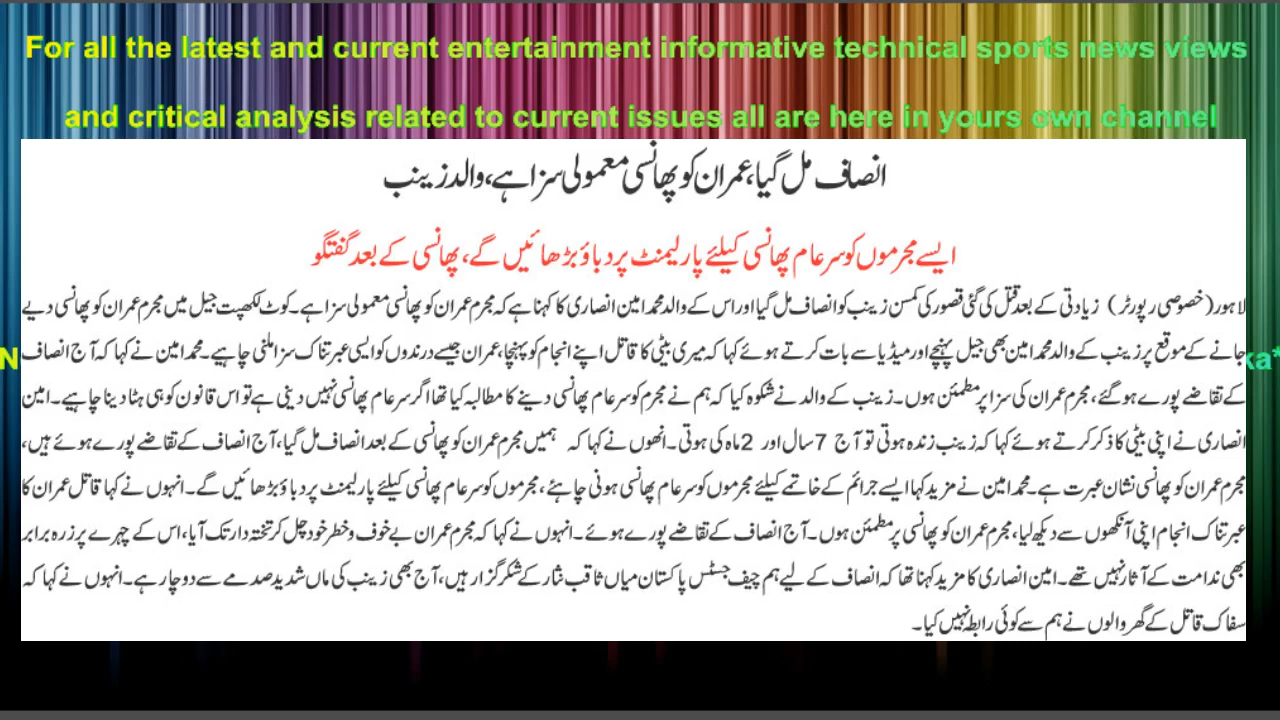 For all the latest and current entertainment informative technical sports news views
and critical analysis related to current issues all are here in yours own channel
انصاف مل گیا،عمران کو پھانسی معمولی سزا ہے،والد زینب
ایسے مجرموں کو سرعام پھانسی کیلئے پارلیمنٹ پر دباؤ بڑھائیں گے، پھانسی کے بعد گفتگو
لاہور(خصوصی رپورٹر) زیادتی کے بعد قتل کی گئی قصور کی کمسن زینب کو انصاف مل گیا اور اس کے والد محمد امین انصاری کا کہنا ہے کہ مجرم عمران کو پھانسی معمولی سزا ہے۔کوٹ لکھپت جیل میں مجرم عمران کو پھانسی دیے
جانے کے موقع پر زینب کے والد محمد امین بھی جیل پہنچے اور میڈیا سے بات کرتے ہوئے کہا کہ میری بیٹی کا قاتل اپنے انجام کو پہنچا،عمران جیسے درندوں کو ایسی عبرتناک سزا ملنی چاہیے۔محمد امین نے کہا کہ آج انصاف
کے تقاضے پورے ہوگئے، مجرم عمران کی سزا پر مطمئن ہوں۔زینب کے والد نے شکوہ کیا کہ ہم نے مجرم کو سرعام پھانسی دینے کا مطالبہ کیا تھا اگر سرعام پھانسی نہیں دینی ہے تو اس قانون کو ہی ہٹا دینا چاہیے۔امین
انصاری نے اپنی بیٹی کا ذکر کرتے ہوئے کہا کہ زینب زندہ ہوتی تو آج 7سال اور 2ماہ کی ہوتی۔انھوں نے کہا کہ ہمیں مجرم عمران کو پھانسی کے بعد انصاف مل گیا، آج انصاف کے تقاضے پورے ہوئے ہیں،
مجرم عمران کو پھانسی نشان عبرت ہے۔محمد امین نے مزید کہا ایسے جرائم کے خاتمے کیلئے مجرموں کو سرعام پھانسی ہونی چاہئے، مجرموں کو سرعام پھانسی کیلئے پارلیمنٹ پر دباؤ بڑھائیں گے۔انہوں نے کہا قاتل عمران کا
عبرتناک انجام اپنی آنکھوں سے دیکھ لیا، مجرم عمران کو پھانسی پر مطمئن ہوں۔آج انصاف کے تقاضے پورے ہوئے۔انہوں نے کہا کہ مجرم عمران بے خوف و خطر خود چل کر تختہ دار تک آیا،اس کے چہرے پر زرہ برابر
بھی ندامت کے آثار نہیں تھے۔امین انصاری کا مزید کہنا تھا کہ انصاف کے لیے ہم چیف جسٹس پاکستان میاں ثاقب نثار کے شکر گزار ہیں، آج بھی زینب کی ماں شدید صدمے سے دوچار ہے۔انہوں نے کہا کہ
سفاک قاتل کے گھر والوں نے ہم سے کوئی رابطہ نہیں کیا۔